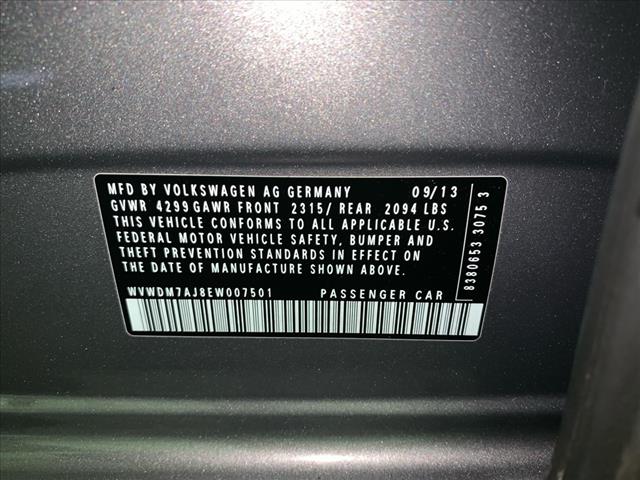 MFD BY VOLKSWAGEN AG GERMANY 09/13
GVWR 4299 GAWR FRONT 2315/ REAR 2094 LBS
THIS VEHICLE CONFORMS TO ALL APPLICABLE U.S.
FEDERAL MOTOR VEHICLE SAFETY, BUMPER AND
THEFT PREVENTION STANDARDS IN EFFECT ON
THE DATE OF MANUFACTURE SHOWN ABOVE.
WVWDM7AJ8EW007501 PASSENGER CAR
8380653 3075 3